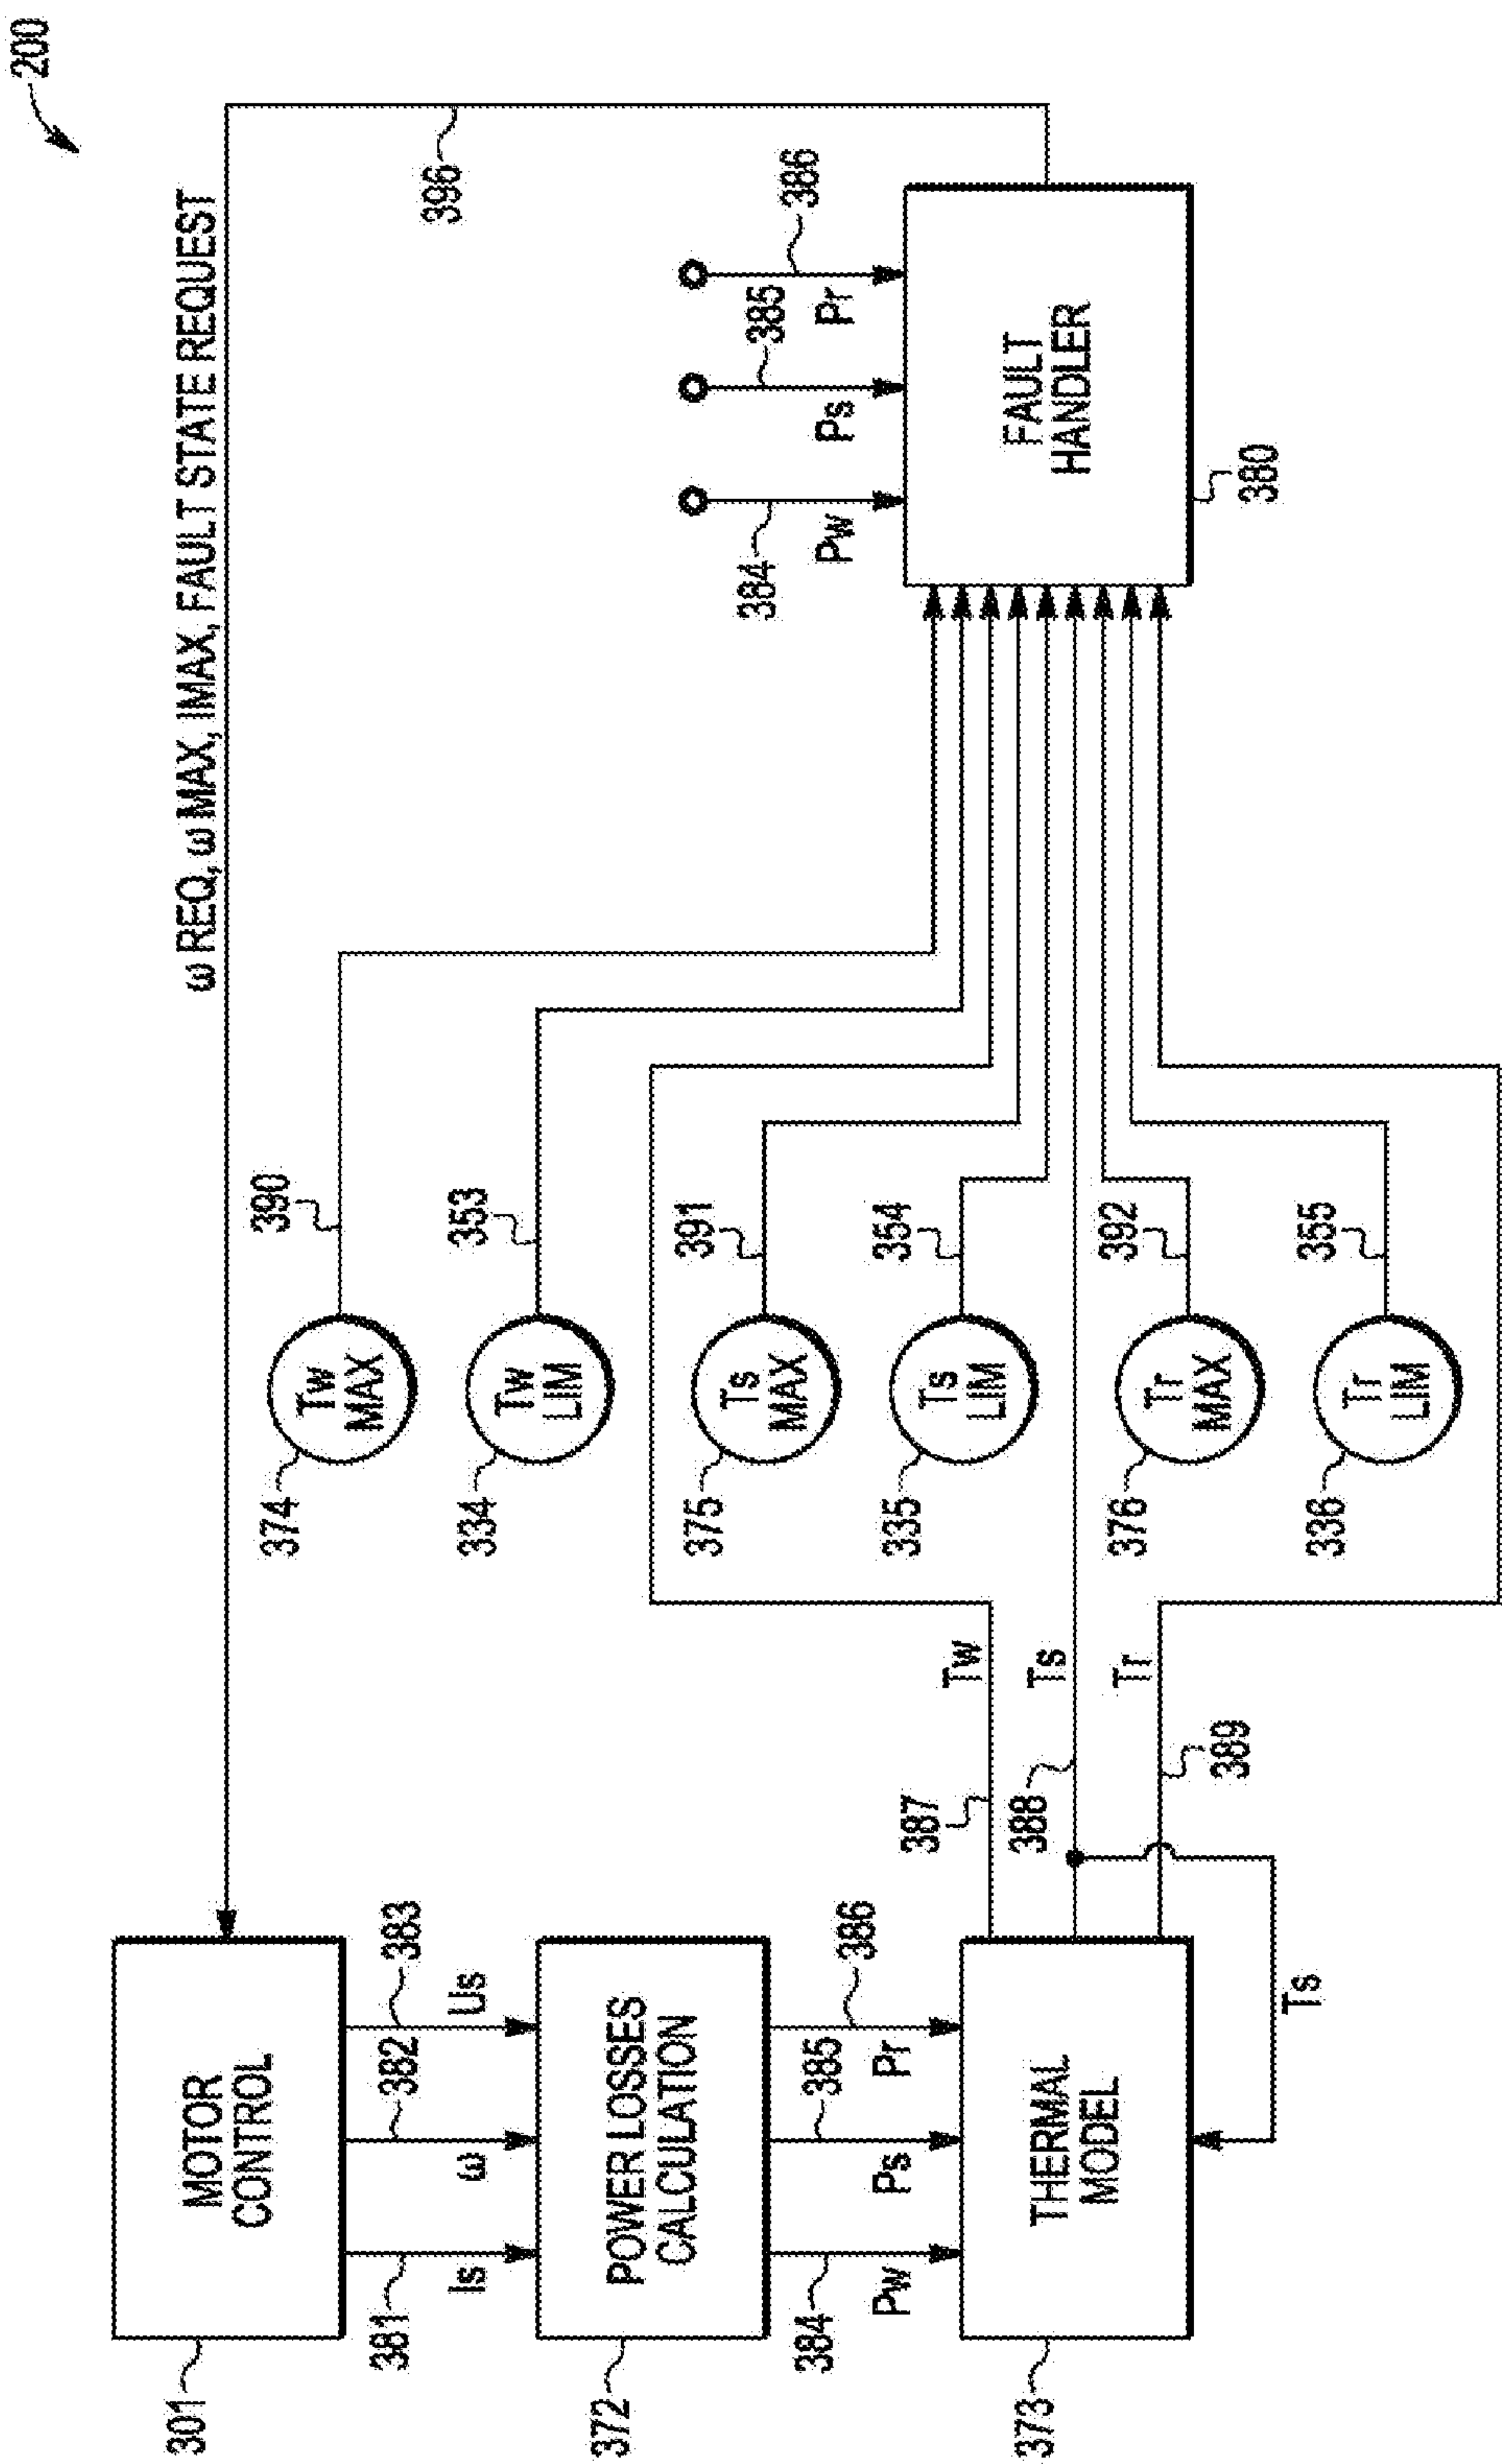 200
ω REQ, ω MAX, IMAX, FAULT STATE REQUEST
396
301
MOTOR
CONTROL
381
Is
382
ω
383
Us
372
POWER LOSSES
CALCULATION
384
Pw
385
Ps
386
Pr
373
THERMAL
MODEL
Ts
387
Tw
388
Ts
389
Tr
374
Tw
MAX
390
334
Tw
LIM
353
375
Ts
MAX
391
335
Ts
LIM
354
376
Tr
MAX
392
336
Tr
LIM
355
384
Pw
385
Ps
386
Pr
FAULT
HANDLER
380